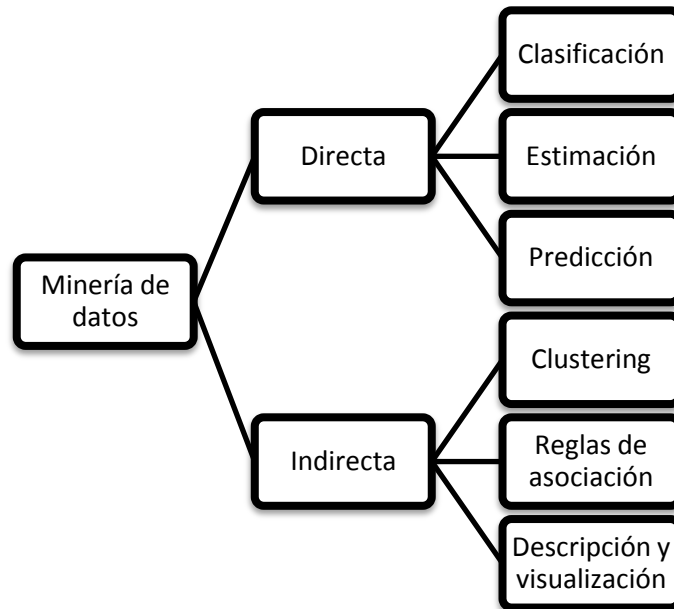 Minería de
datos
Directa
Clasificación
Estimación
Predicción
Indirecta
Clustering
Reglas de
asociación
Descripción y
visualización